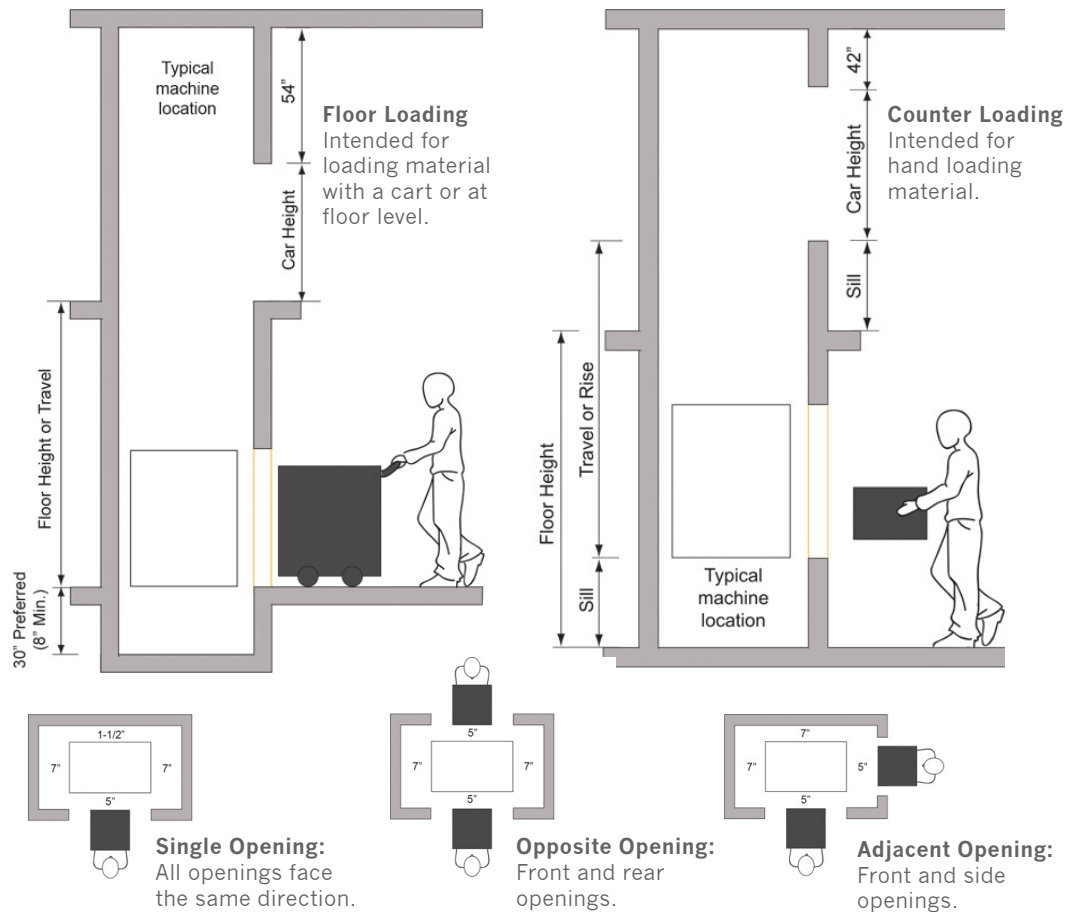 Typical
machine
location
54”
Floor Loading
Intended for
loading material
with a cart or at
floor level.
Car Height
Floor Height or Travel
30” Preferred
(8” Min.)
42”
Counter Loading
Intended for
hand loading
material.
Car Height
Sill
Travel or Rise
Floor Height
Sill
Typical
machine
location
1-1/2”
7”
7”
5”
Single Opening:
All openings face
the same direction.
5”
7”
7”
5”
Opposite Opening:
Front and rear
openings.
7”
7”
5”
5”
Adjacent Opening:
Front and side
openings.